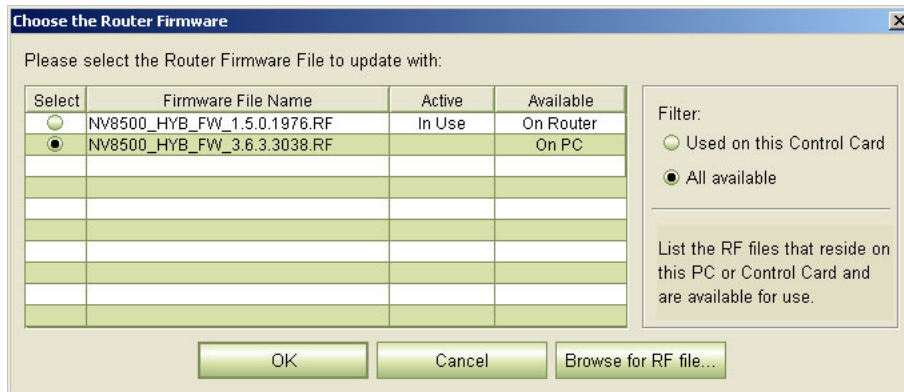 Choose the Router Firmware
Please select the Router Firmware File to update with:
Select Firmware File Name Active Available
NV8500_HYB_FW_1.5.0.1976.RF In Use On Router
NV8500_HYB_FW_3.6.3.3038.RF On PC
Filter:
Used on this Control Card
All available
List the RF files that reside on
this PC or Control Card and
are available for use.
OK Cancel Browse for RF file...